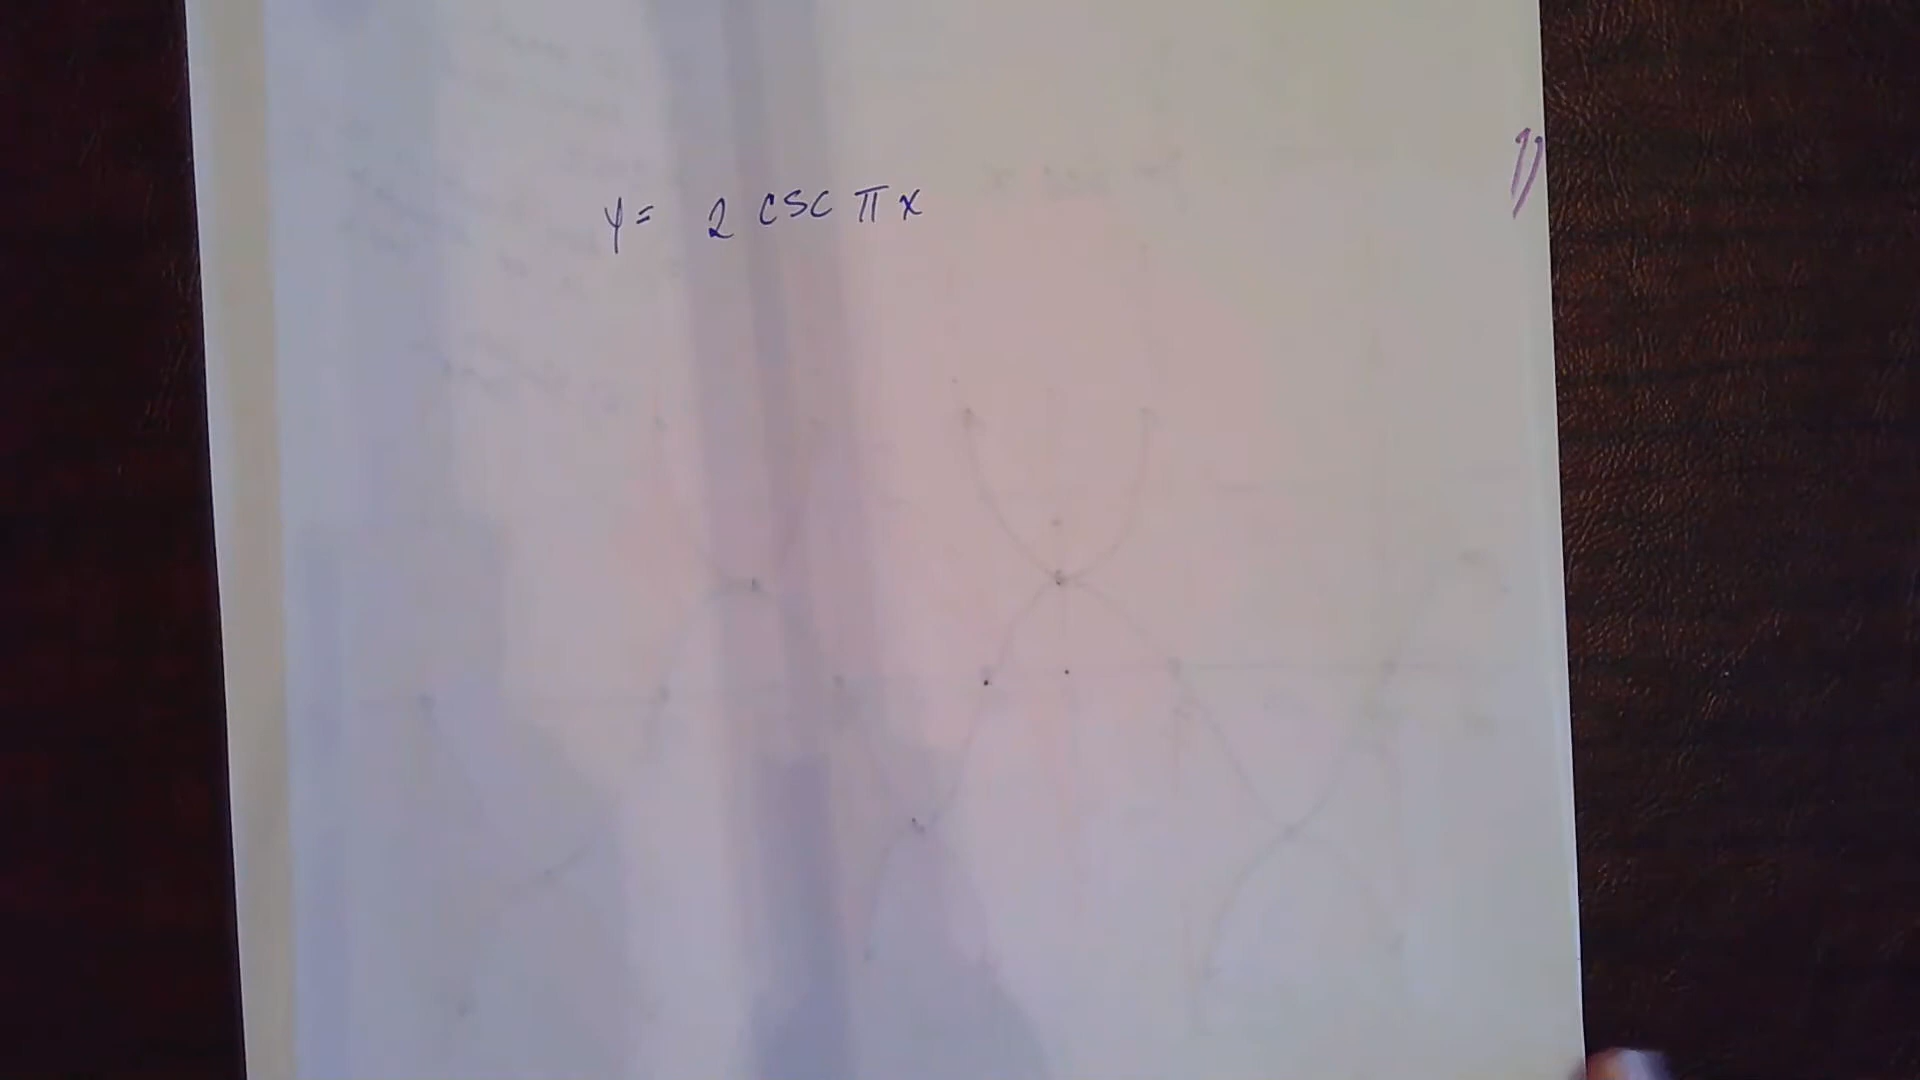 y = 2 csc π x